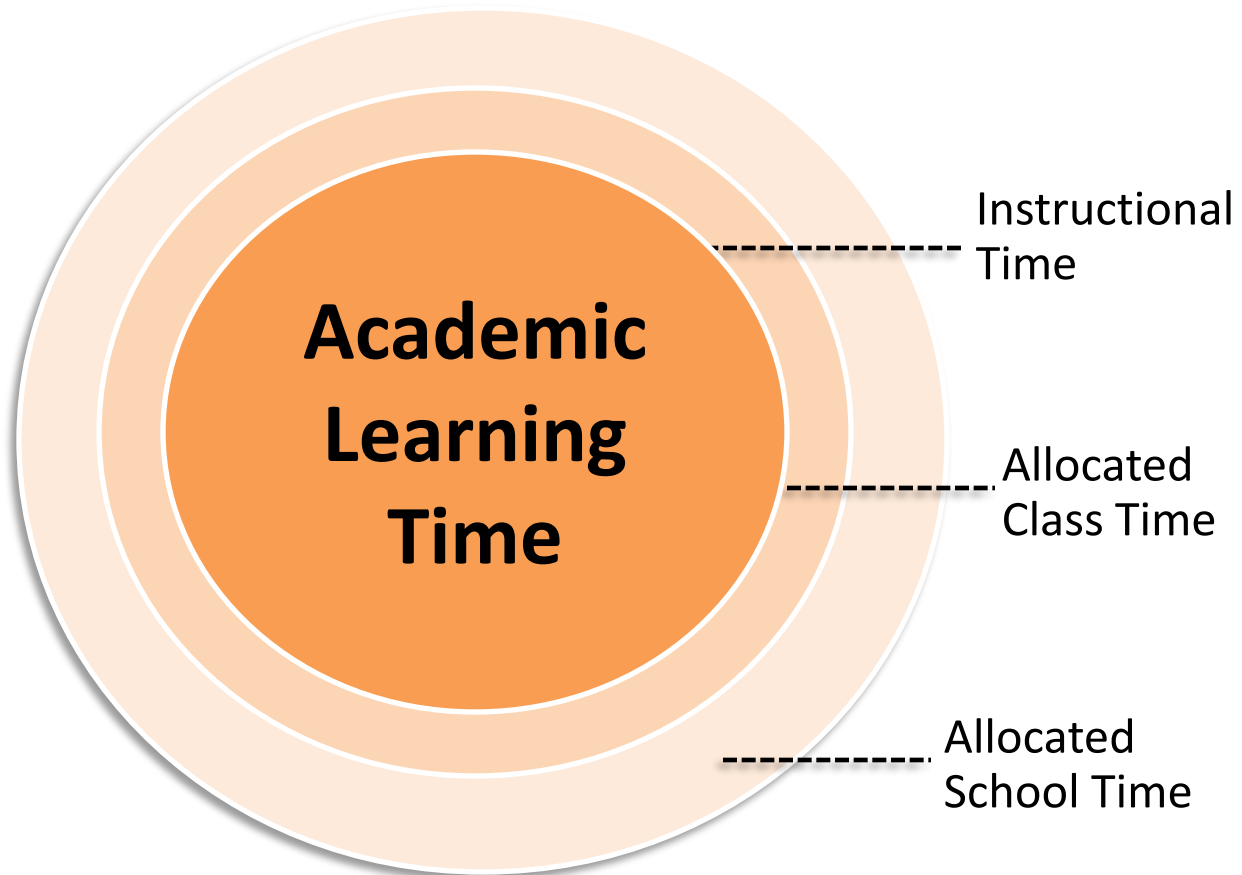 Academic
Learning
Time
Instructional
Time
Allocated
Class Time
Allocated
School Time